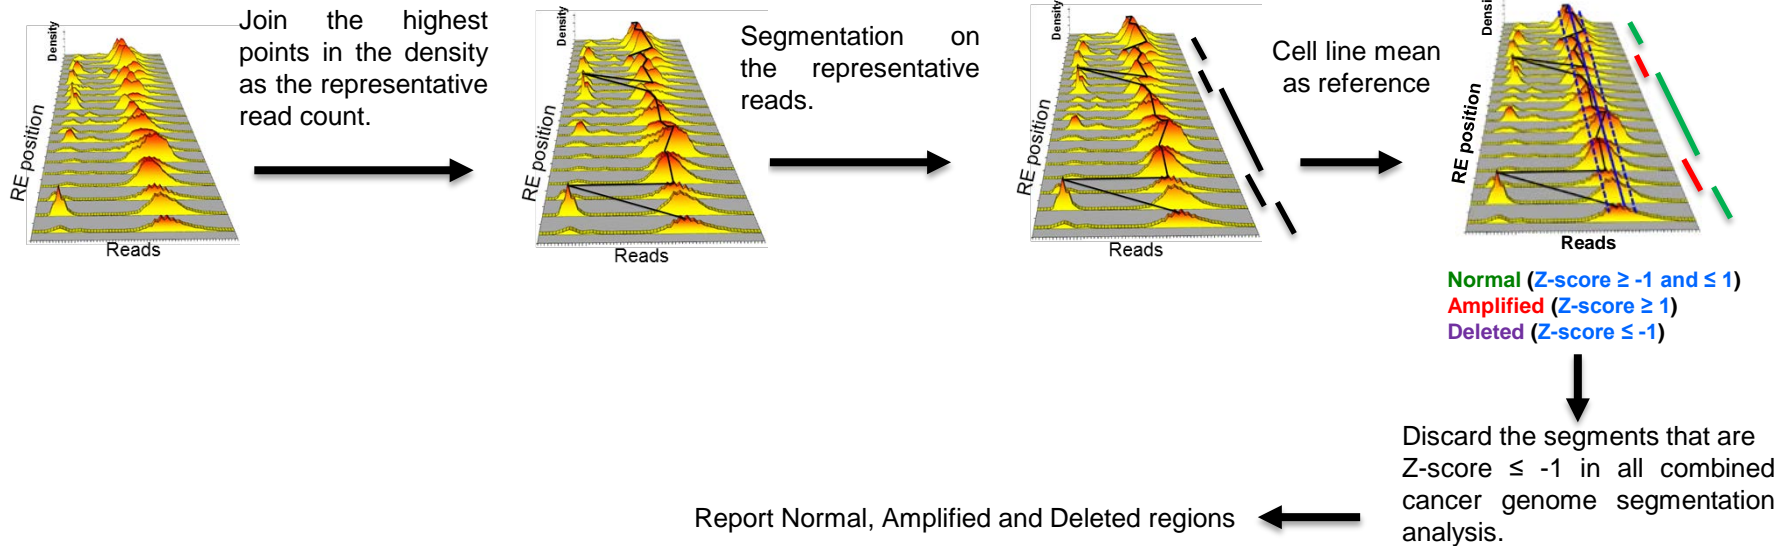 Density
RE position
Reads
Join the highest
points in the density
as the representative
read count.
Density
RE position
Reads
Segmentation on
the representative
reads.
Density
RE position
Reads
Cell line mean
as reference
Density
RE position
Reads
Normal (Z-score ≥ -1 and ≤ 1)
Amplified (Z-score ≥ 1)
Deleted (Z-score ≤ -1)
Discard the segments that are
Z-score ≤ -1 in all combined
cancer genome segmentation
analysis.
Report Normal, Amplified and Deleted regions